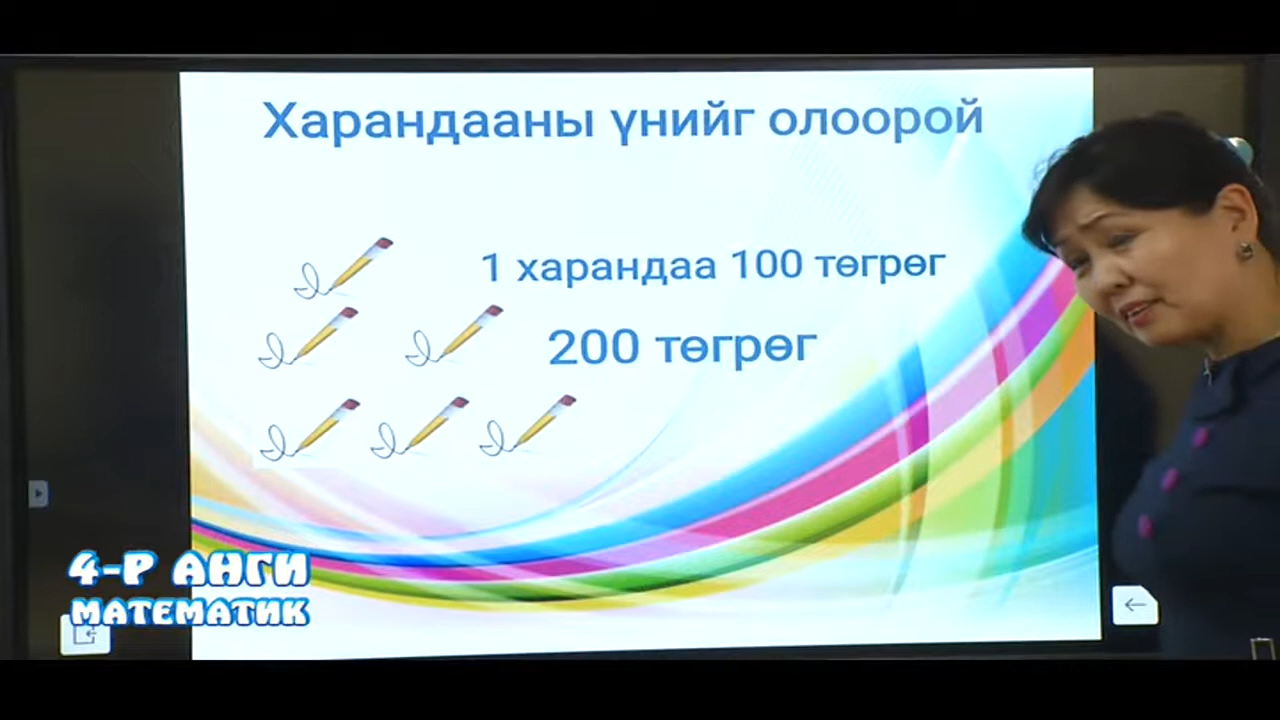 Харандааны үнийг олоорой
1 харандаа 100 төгрөг
200 төгрөг
4-Р АНГИ
МАТЕМАТИК